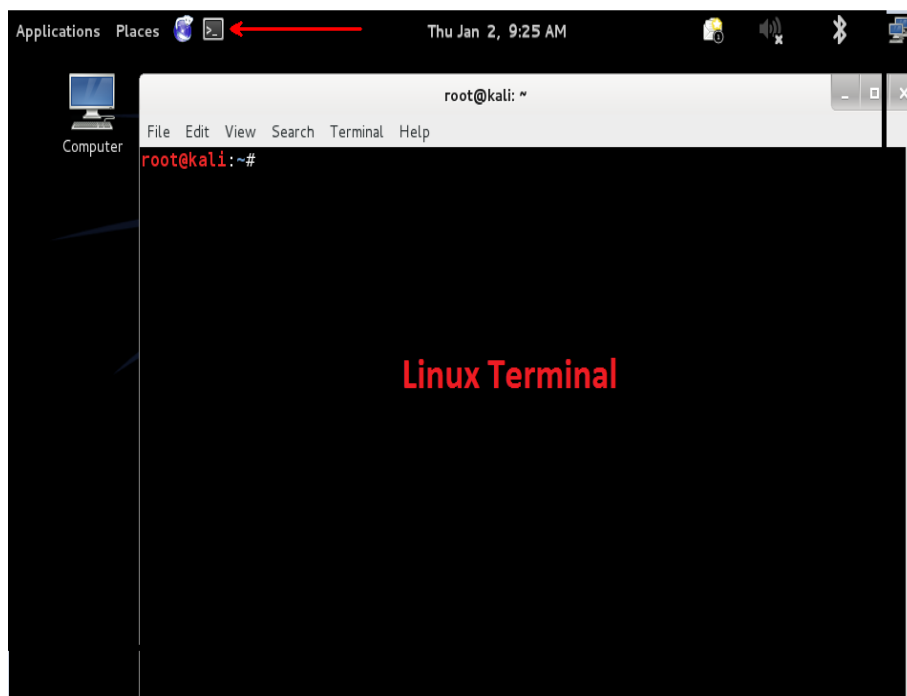 Applications Places Thu Jan 2, 9:25 AM
root@kali: ~
Computer
File Edit View Search Terminal Help
root@kali:~#
Linux Terminal